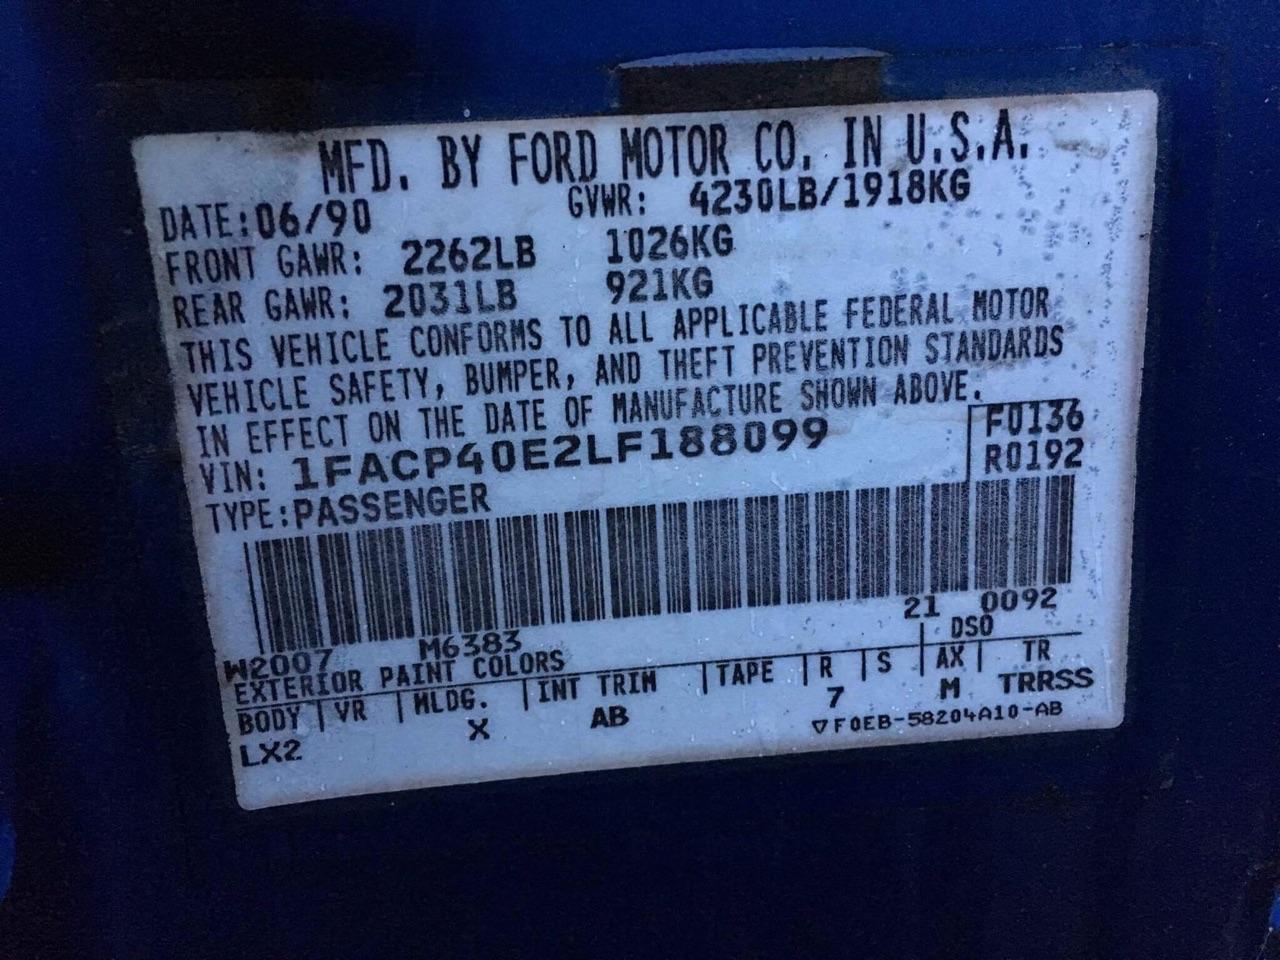 MFD. BY FORD MOTOR CO. IN U.S.A.
DATE:06/90 GVWR: 4230LB/1918KG
FRONT GAWR: 2262LB 1026KG
REAR GAWR: 2031LB 921KG
THIS VEHICLE CONFORMS TO ALL APPLICABLE FEDERAL MOTOR
VEHICLE SAFETY, BUMPER, AND THEFT PREVENTION STANDARDS
IN EFFECT ON THE DATE OF MANUFACTURE SHOWN ABOVE.
VIN: 1FACP40E2LF188099 F0136
TYPE:PASSENGER R0192
21 0092
W2007 M6383 DSO
EXTERIOR PAINT COLORS
BODY VR MLDG. INT TRIM TAPE R S AX TR
LX2 X AB 7 M TRRSS
▽F0EB-58204A10-AB